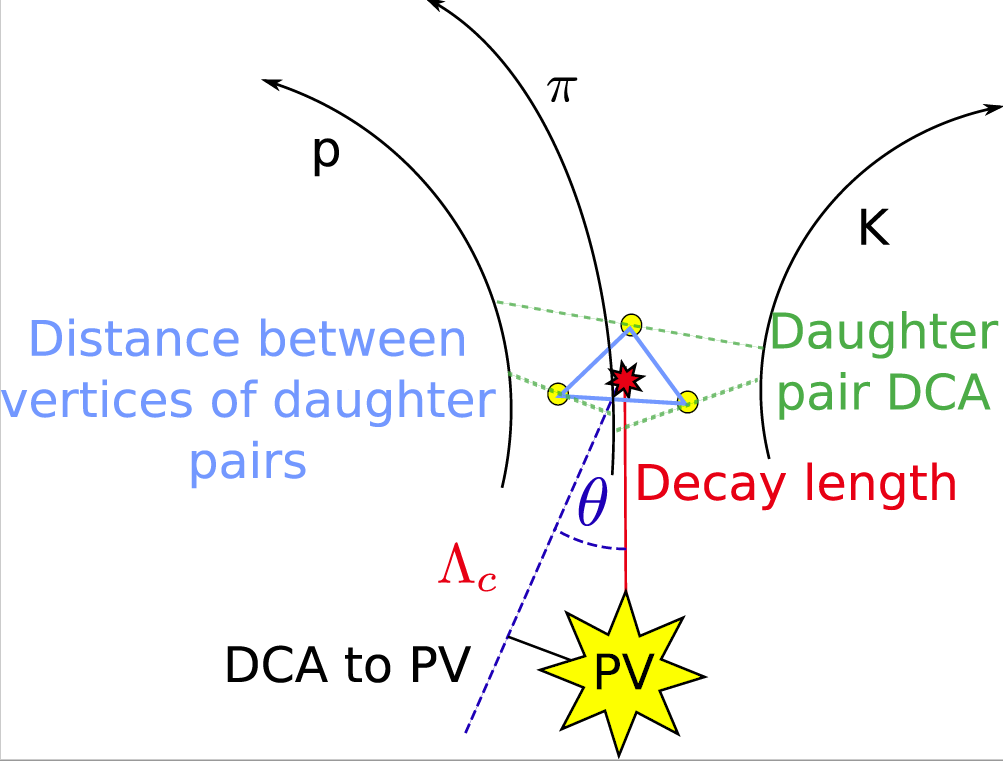 π
p
K
Distance between
vertices of daughter
pairs
Daughter
pair DCA
Decay length
θ
Λc
DCA to PV
PV